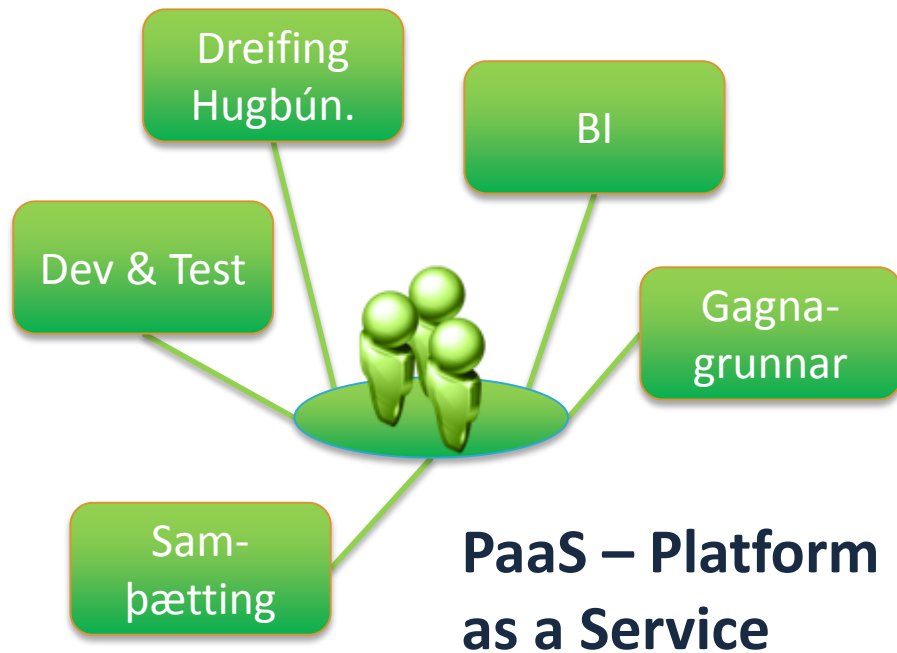 Dreifing
Hugbún.
BI
Dev & Test
Gagna-
grunnar
Sam-
þætting
PaaS – Platform
as a Service